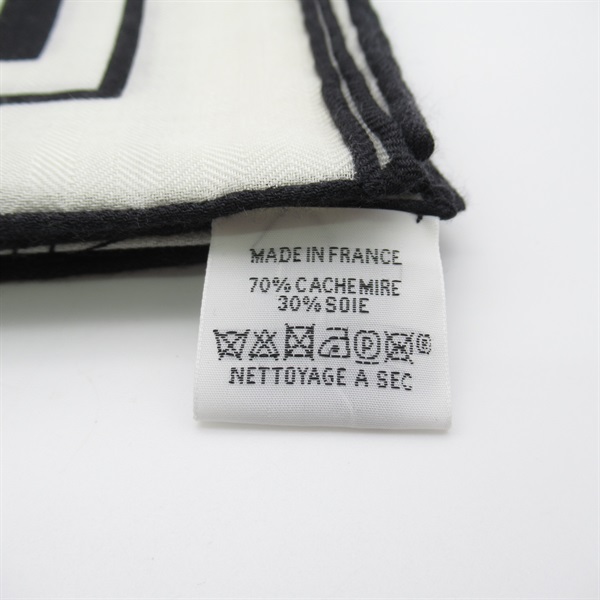 MADE IN FRANCE
70% CACHEMIRE
30% SOIE
P ®
NETTOYAGE A SEC